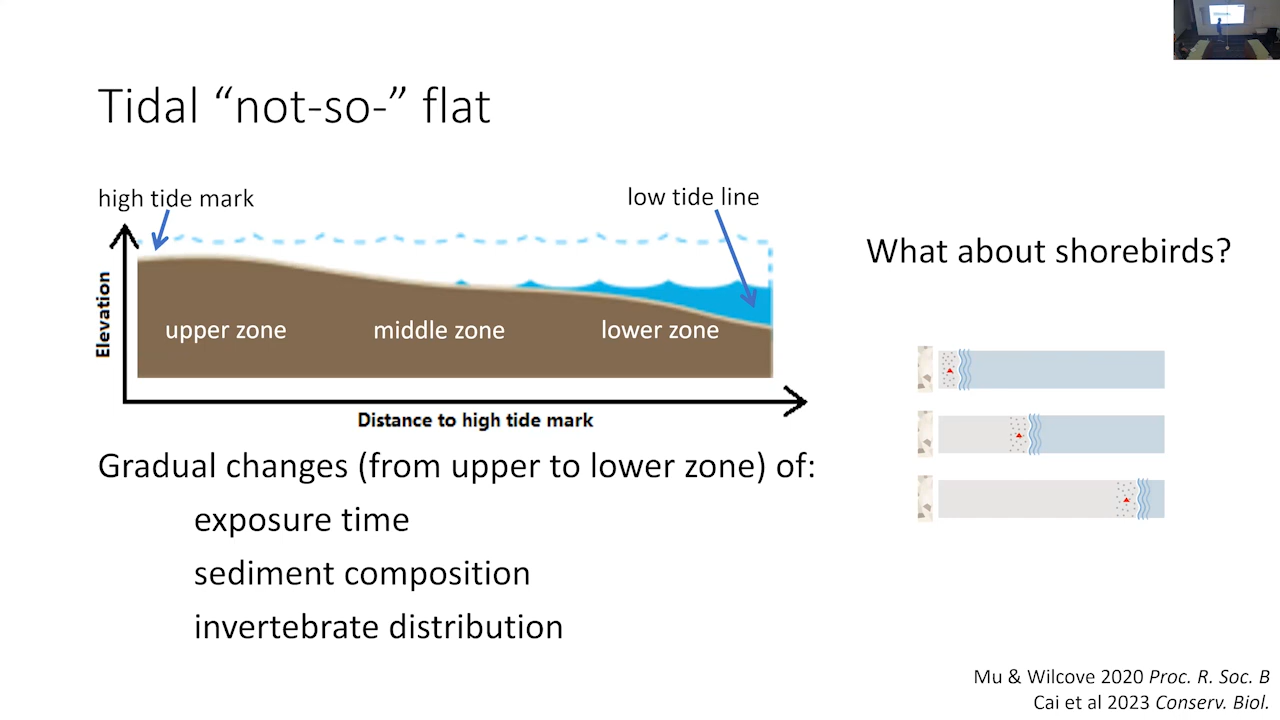 Tidal “not-so-” flat
high tide mark
low tide line
What about shorebirds?
Elevation
upper zone
middle zone
lower zone
Distance to high tide mark
Gradual changes (from upper to lower zone) of:
exposure time
sediment composition
invertebrate distribution
Mu & Wilcove 2020 Proc. R. Soc. B
Cai et al 2023 Conserv. Biol.